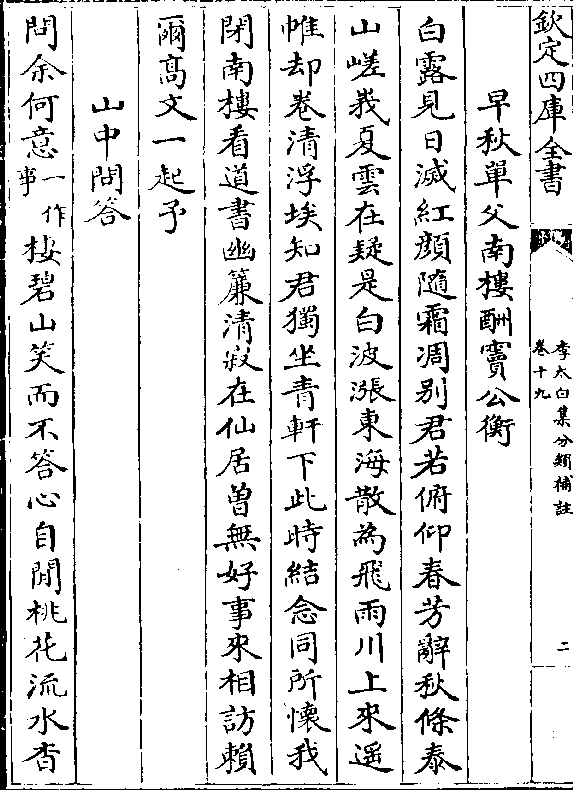 欽定四庫全書
李太白集分類補註
卷十九
二
早秋單父南樓酬竇公衡
白露見日滅紅顔隨霜凋别君若俯仰春芳辭秋條泰
山嵯峩夏雲在疑是白波漲東海散為飛雨川上來遥
帷却卷清浮埃知君獨坐青軒下此時結念同所懷我
閉南樓看道書幽簾清寂在仙居曽無好事來相訪賴
爾髙文一起予
山中問答
問余何意一作事棲碧山笑而不答心自閒桃花流水杳